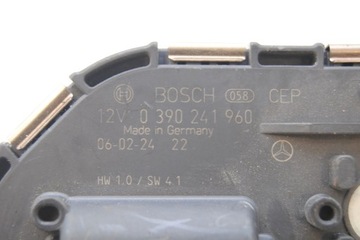 BOSCH 058 CEP
12V 0 390 241 960
Made in Germany
06-02-24 22
HW 1.0 / SW 4.1